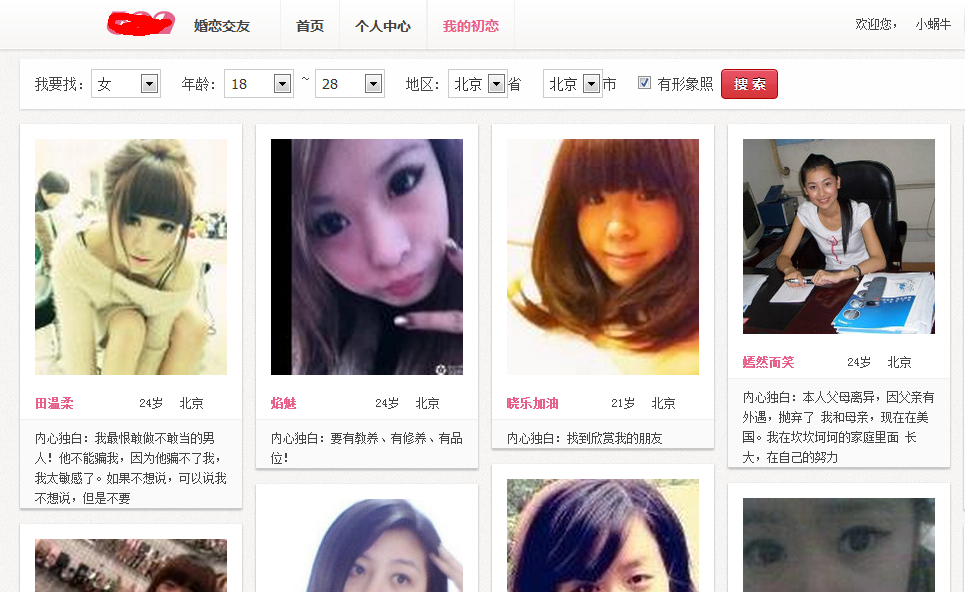 婚恋交友 首页 个人中心 我的初恋 欢迎您， 小蜗牛
我要找： 女 年龄： 18 ~ 28 地区： 北京 省 北京 市 有形象照 搜 索
田温柔 24岁 北京
内心独白：我最恨敢做不敢当的男
人！他不能骗我，因为他骗不了我，
我太敏感了。如果不想说，可以说我
不想说，但是不要
焰魅 24岁 北京
内心独白：要有教养、有修养、有品
位！
晓乐加油 21岁 北京
内心独白：找到欣赏我的朋友
嫣然而笑 24岁 北京
内心独白：本人父母离异，因父亲有
外遇，抛弃了 我和母亲，现在在美
国。我在坎坎坷坷的家庭里面 长
大，在自己的努力